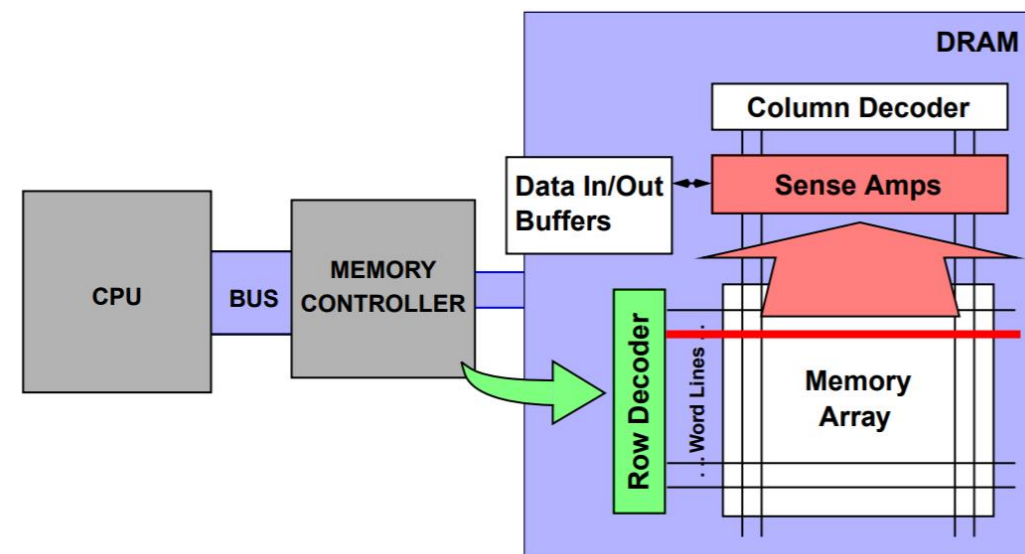 DRAM
Column Decoder
Data In/Out
Buffers
Sense Amps
CPU
BUS
MEMORY
CONTROLLER
Row Decoder
. . . Word Lines . . .
Memory
Array